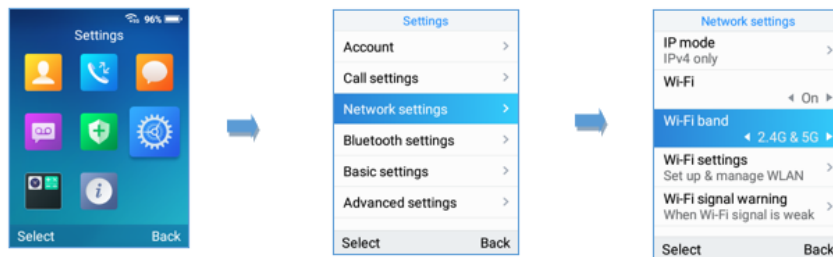 96%
Settings
Select Back
Settings
Account
Call settings
Network settings
Bluetooth settings
Basic settings
Advanced settings
Select Back
Network settings
IP mode
IPv4 only
Wi-Fi
On
Wi-Fi band
2.4G & 5G
Wi-Fi settings
Set up & manage WLAN
Wi-Fi signal warning
When Wi-Fi signal is weak
Select Back